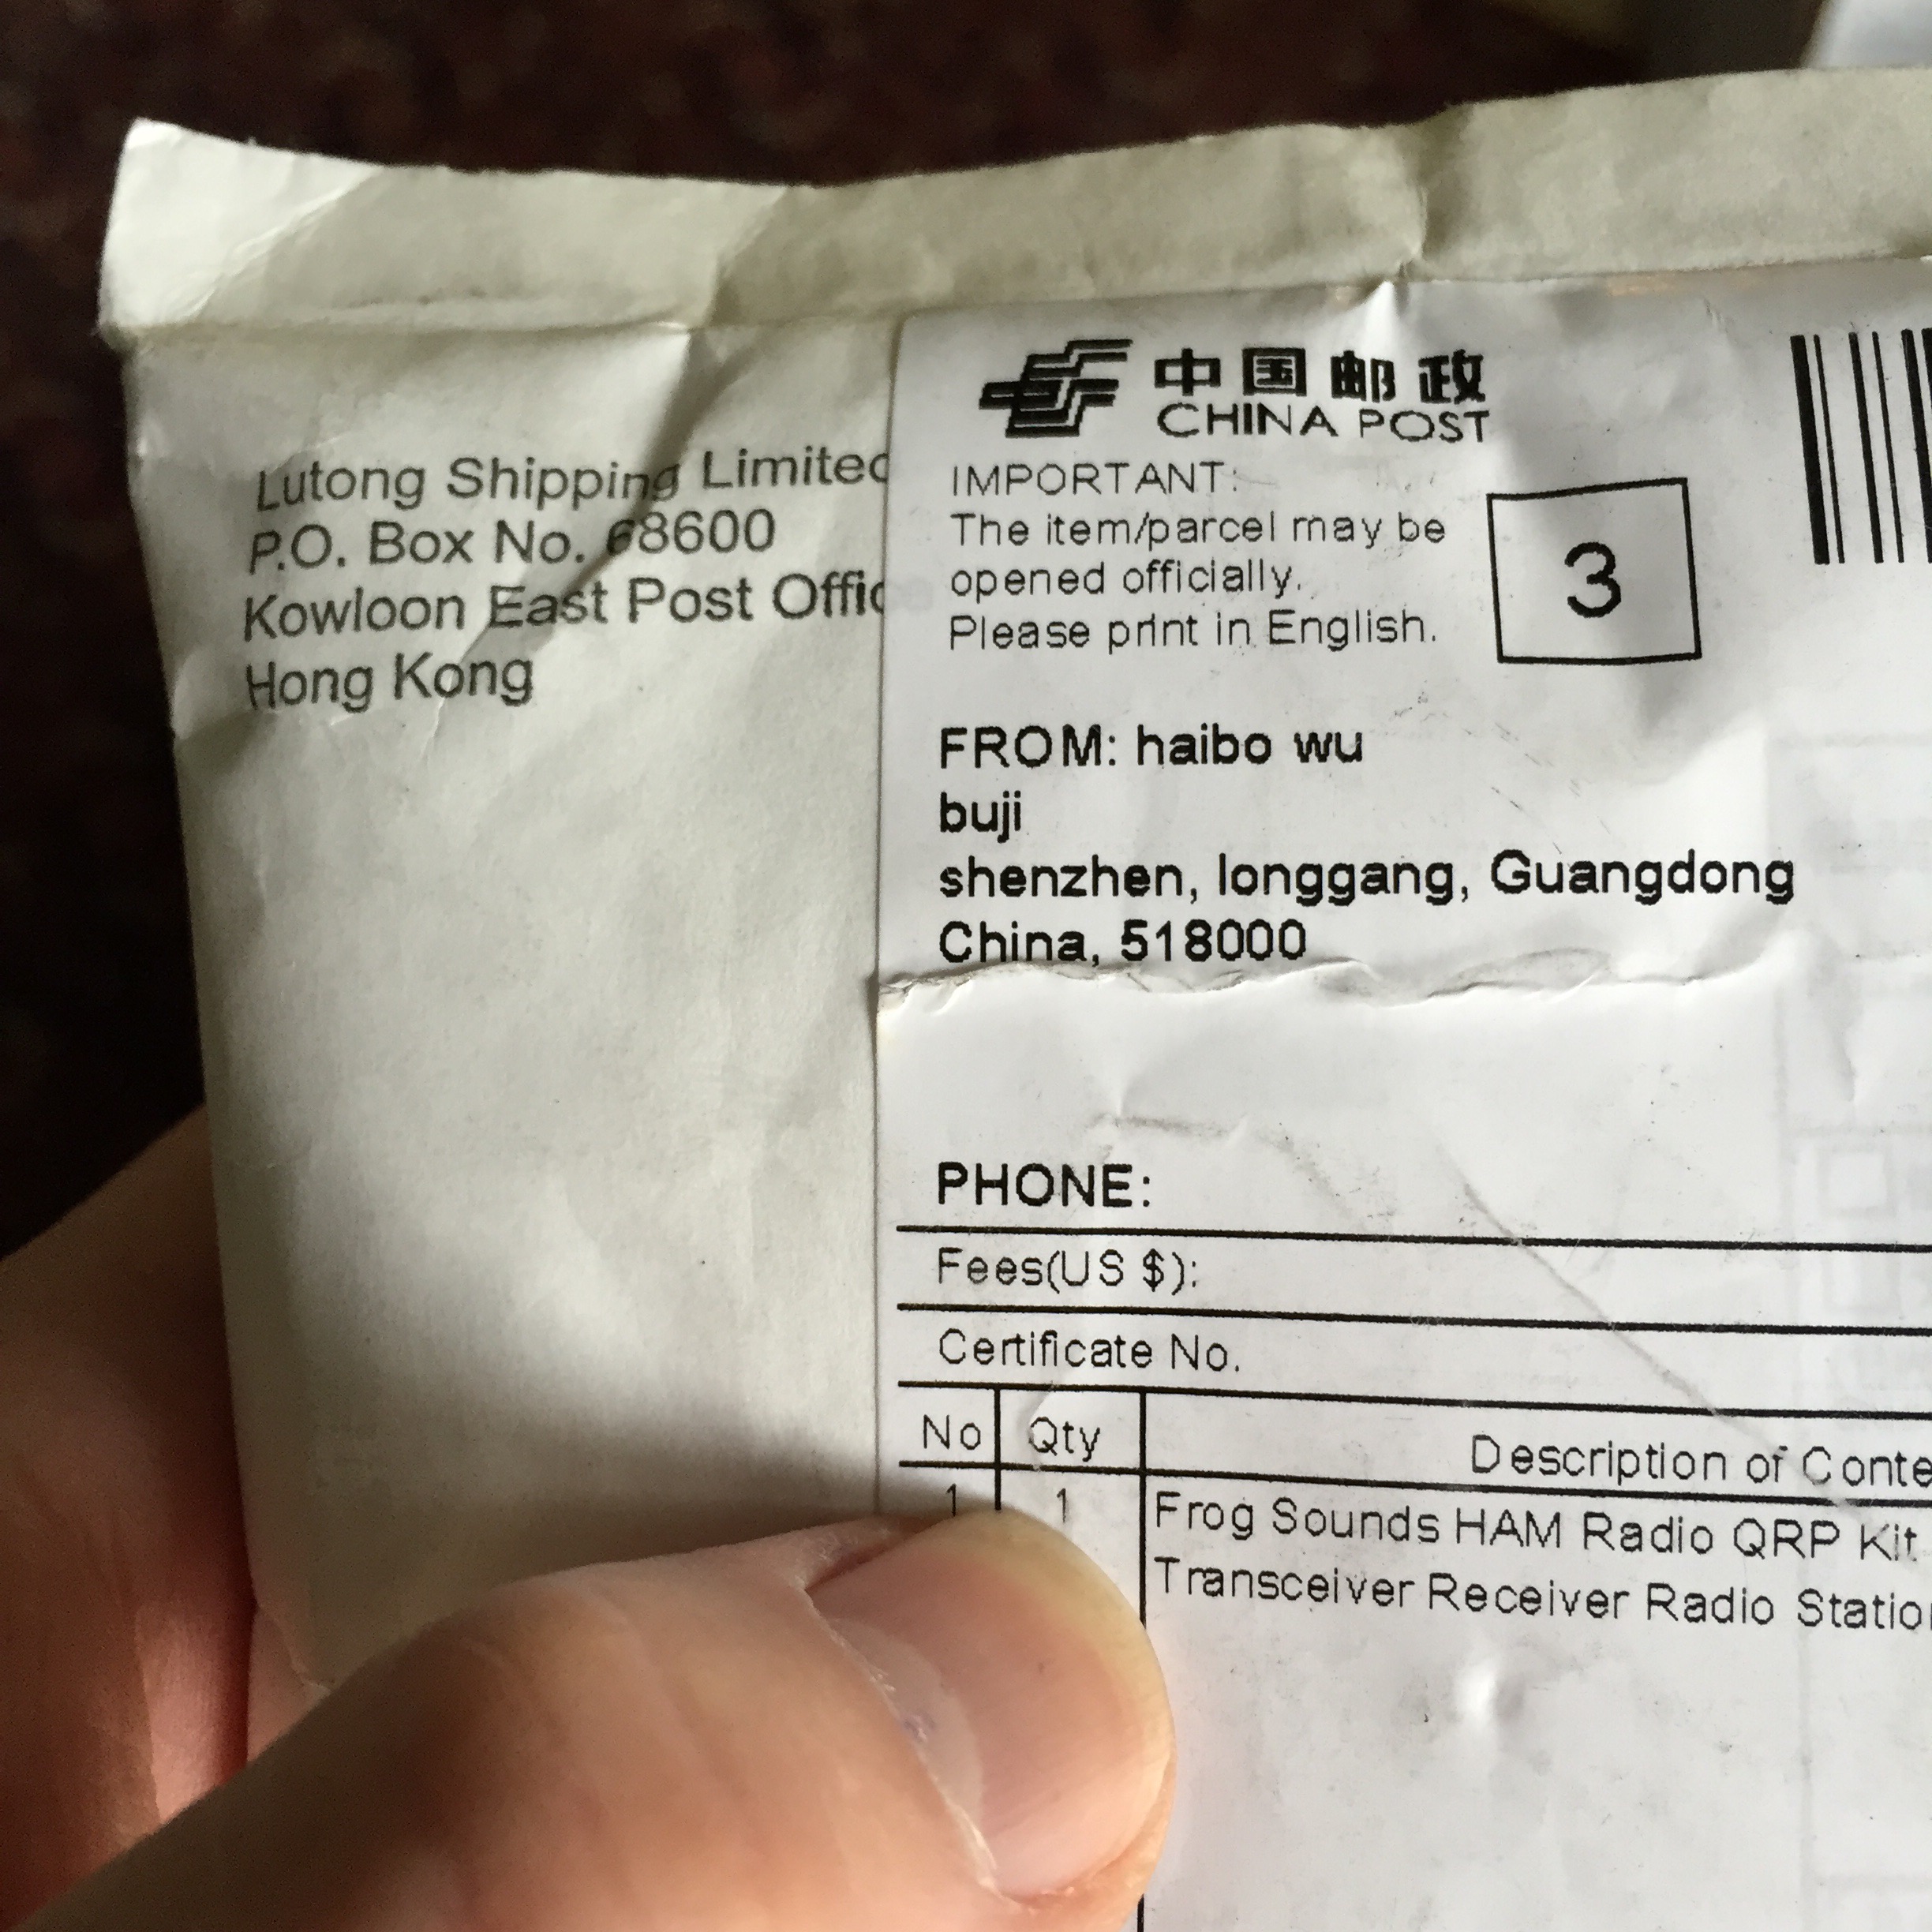 Lutong Shipping Limited
P.O. Box No. 68600
Kowloon East Post Offic
Hong Kong
中国邮政
CHINA POST
IMPORTANT:
The item/parcel may be
opened officially.
Please print in English.
3
FROM: haibo wu
buji
shenzhen, longgang, Guangdong
China, 518000
PHONE:
Fees(US $):
Certificate No.
No Qty Description of Conte
1 1 Frog Sounds HAM Radio QRP Kit
Transceiver Receiver Radio Station